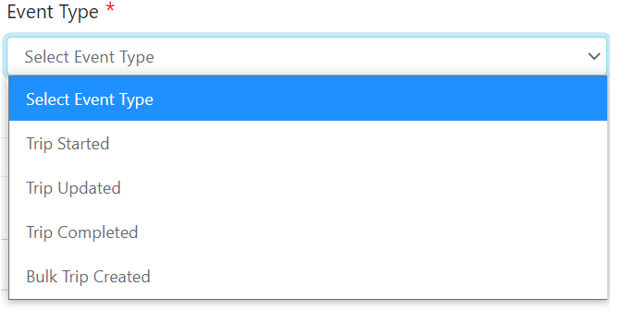 Event Type *
Select Event Type
Select Event Type
Trip Started
Trip Updated
Trip Completed
Bulk Trip Created